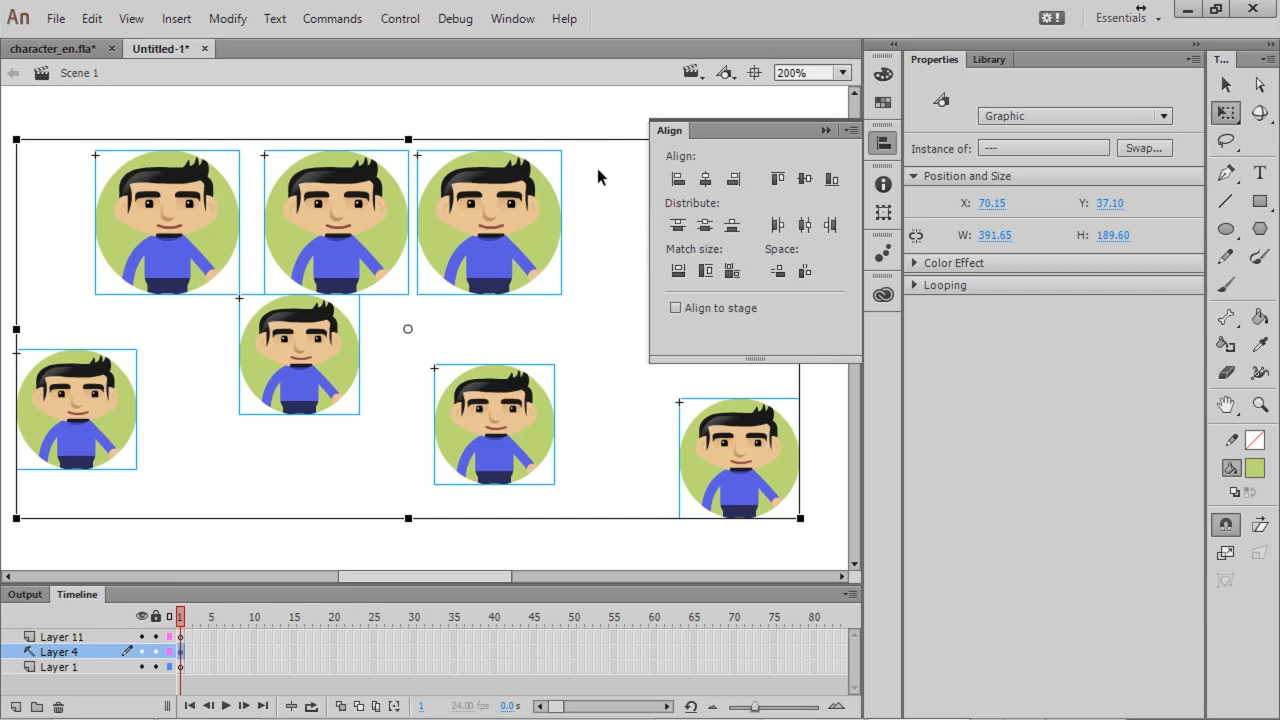 An File Edit View Insert Modify Text Commands Control Debug Window Help Essentials
character_en.fla* × Untitled-1* ×
Scene 1 200%
Properties Library T...
Align
Graphic
Align:
Instance of: --- Swap...
Position and Size
Distribute:
X: 70.15 Y: 37.10
W: 391.65 H: 189.60
Match size: Space:
Color Effect
Looping
Align to stage
Output Timeline
1 5 10 15 20 25 30 35 40 45 50 55 60 65 70 75 80
Layer 11
Layer 4
Layer 1
1 24.00 fps 0.0 s